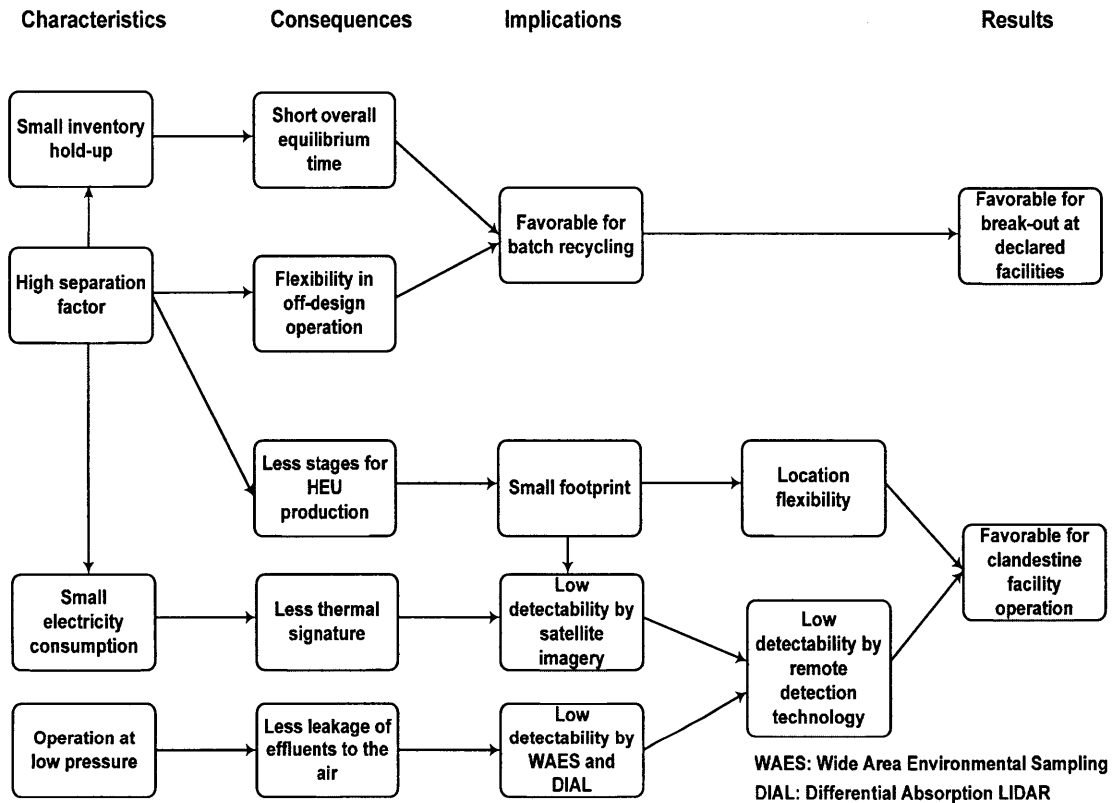 Characteristics
Consequences
Implications
Results
Small inventory
hold-up
Short overall
equilibrium
time
Favorable for
batch recycling
Favorable for
break-out at
declared
facilities
High separation
factor
Flexibility in
off-design
operation
Less stages for
HEU
production
Small footprint
Location
flexibility
Favorable for
clandestine
facility
operation
Small
electricity
consumption
Less thermal
signature
Low
detectability by
satellite
imagery
Low
detectability by
remote
detection
technology
Operation at
low pressure
Less leakage of
effluents to the
air
Low
detectability by
WAES and
DIAL
WAES: Wide Area Environmental Sampling
DIAL: Differential Absorption LIDAR